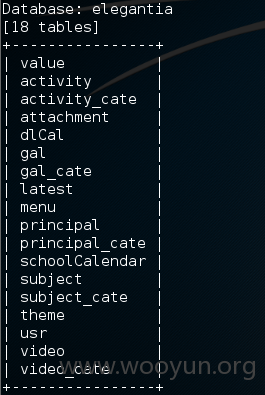 Database: elegantia
[18 tables]
+----------------+
| value          |
| activity       |
| activity_cate  |
| attachment     |
| dlCal          |
| gal            |
| gal_cate       |
| latest         |
| menu           |
| principal      |
| principal_cate |
| schoolCalendar |
| subject        |
| subject_cate   |
| theme          |
| usr            |
| video          |
| video_cate     |
www.wooyun.org
+----------------+